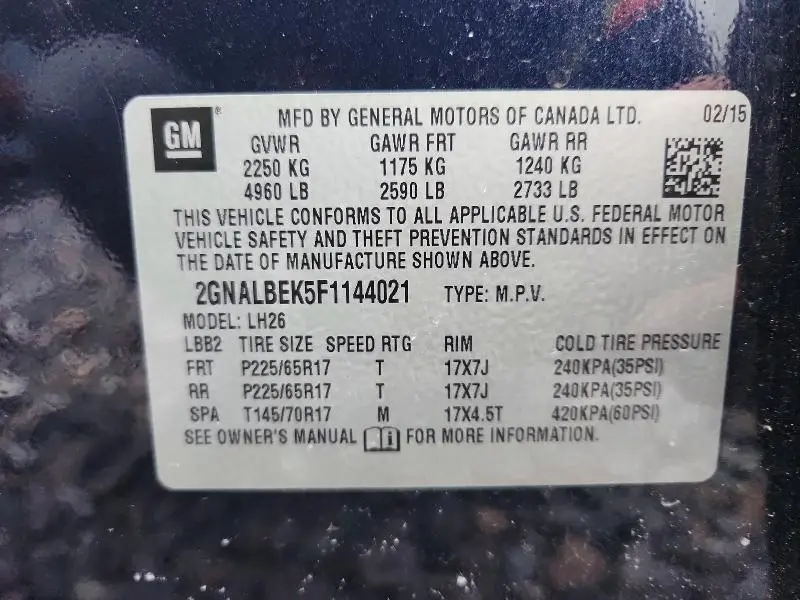 GM® MFD BY GENERAL MOTORS OF CANADA LTD. 02/15
GVWR GAWR FRT GAWR RR
2250 KG 1175 KG 1240 KG
4960 LB 2590 LB 2733 LB
THIS VEHICLE CONFORMS TO ALL APPLICABLE U.S. FEDERAL MOTOR
VEHICLE SAFETY AND THEFT PREVENTION STANDARDS IN EFFECT ON
THE DATE OF MANUFACTURE SHOWN ABOVE.
2GNALBEK5F1144021 TYPE: M.P.V.
MODEL: LH26
LBB2 TIRE SIZE SPEED RTG RIM COLD TIRE PRESSURE
FRT P225/65R17 T 17X7J 240KPA(35PSI)
RR P225/65R17 T 17X7J 240KPA(35PSI)
SPA T145/70R17 M 17X4.5T 420KPA(60PSI)
SEE OWNER'S MANUAL i FOR MORE INFORMATION.